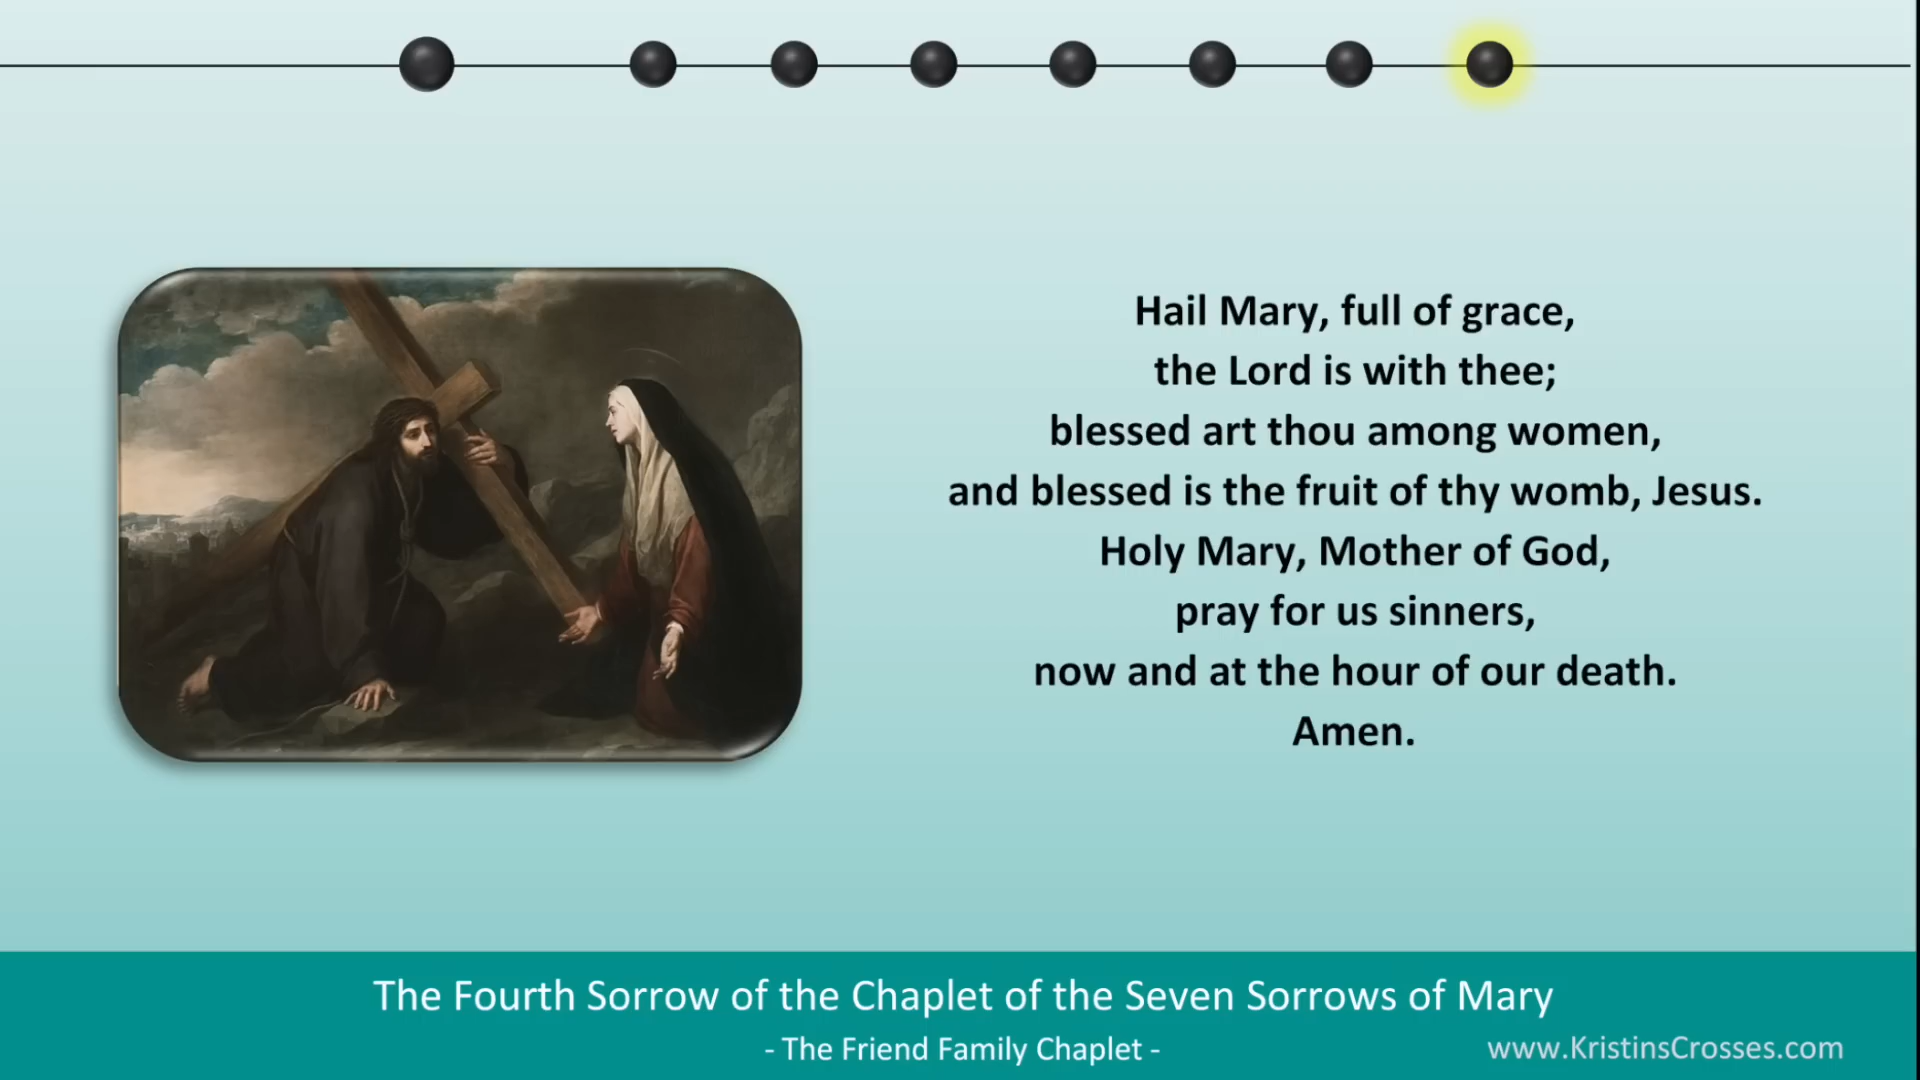 Hail Mary, full of grace,
the Lord is with thee;
blessed art thou among women,
and blessed is the fruit of thy womb, Jesus.
Holy Mary, Mother of God,
pray for us sinners,
now and at the hour of our death.
Amen.
The Fourth Sorrow of the Chaplet of the Seven Sorrows of Mary
- The Friend Family Chaplet -
www.KristinsCrosses.com